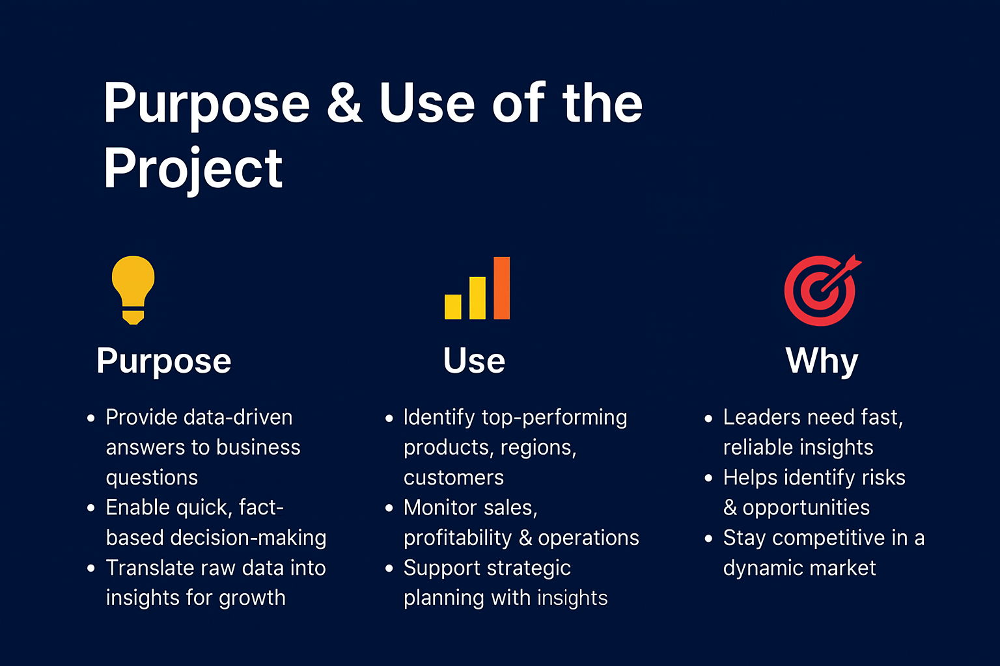 Purpose & Use of the
Project
Purpose
• Provide data-driven
answers to business
questions
• Enable quick, fact-
based decision-making
• Translate raw data into
insights for growth
Use
• Identify top-performing
products, regions,
customers
• Monitor sales,
profitability & operations
• Support strategic
planning with insights
Why
• Leaders need fast,
reliable insights
• Helps identify risks
& opportunities
• Stay competitive in a
dynamic market